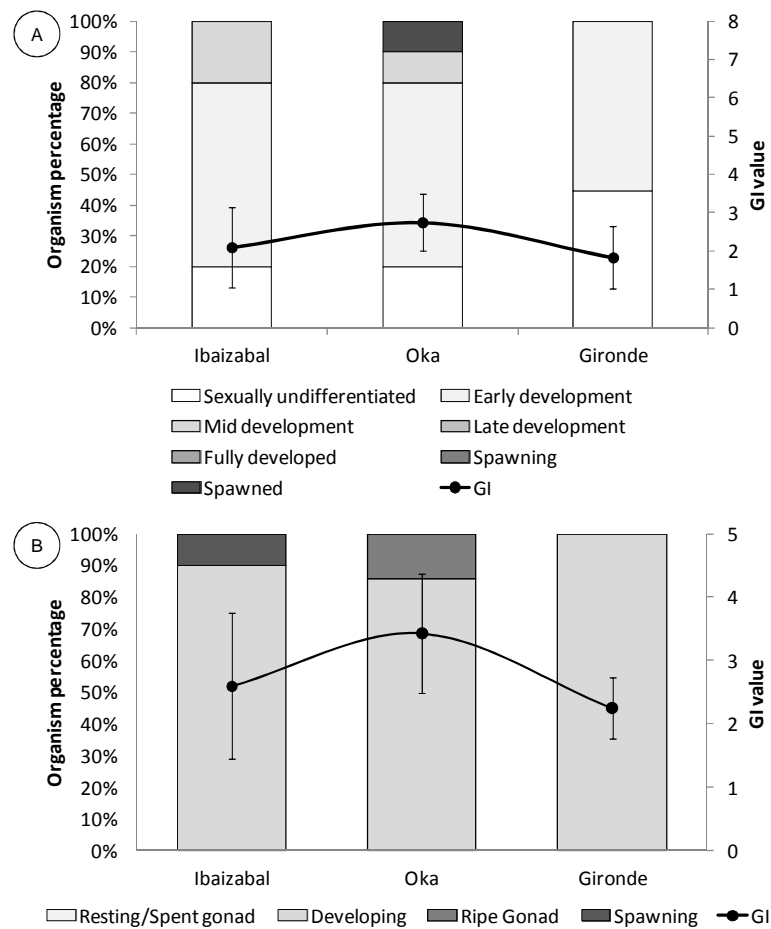 A
100%
90%
80%
70%
60%
50%
40%
30%
20%
10%
0%
Organism percentage
8
7
6
5
4
3
2
1
0
GI value
Ibaizabal Oka Gironde
Sexually undifferentiated Early development
Mid development Late development
Fully developed Spawning
Spawned GI
B
100%
90%
80%
70%
60%
50%
40%
30%
20%
10%
0%
Organism percentage
5
4
3
2
1
0
GI value
Ibaizabal Oka Gironde
Resting/Spent gonad Developing Ripe Gonad Spawning GI